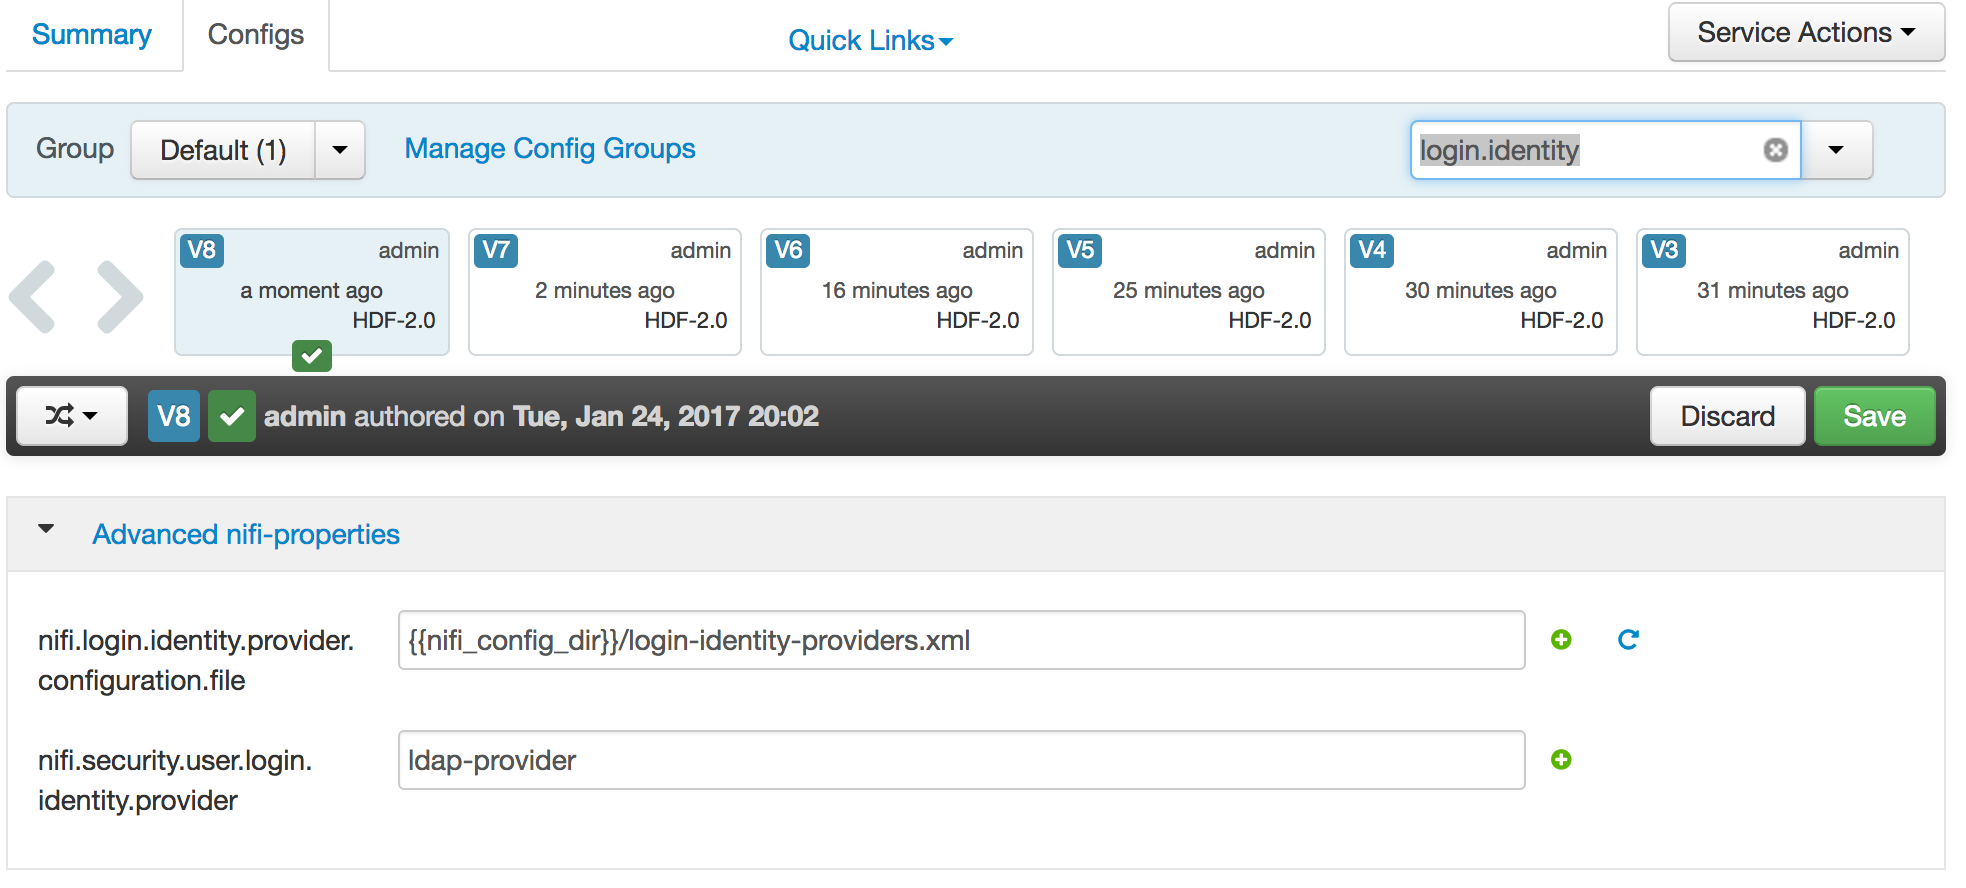 Summary
Configs
Quick Links
Service Actions
Group
Default (1)
Manage Config Groups
login.identity
V8 admin
a moment ago
HDF-2.0
V7 admin
2 minutes ago
HDF-2.0
V6 admin
16 minutes ago
HDF-2.0
V5 admin
25 minutes ago
HDF-2.0
V4 admin
30 minutes ago
HDF-2.0
V3 admin
31 minutes ago
HDF-2.0
V8 admin authored on Tue, Jan 24, 2017 20:02
Discard
Save
Advanced nifi-properties
nifi.login.identity.provider.
configuration.file
{{nifi_config_dir}}/login-identity-providers.xml
nifi.security.user.login.
identity.provider
ldap-provider